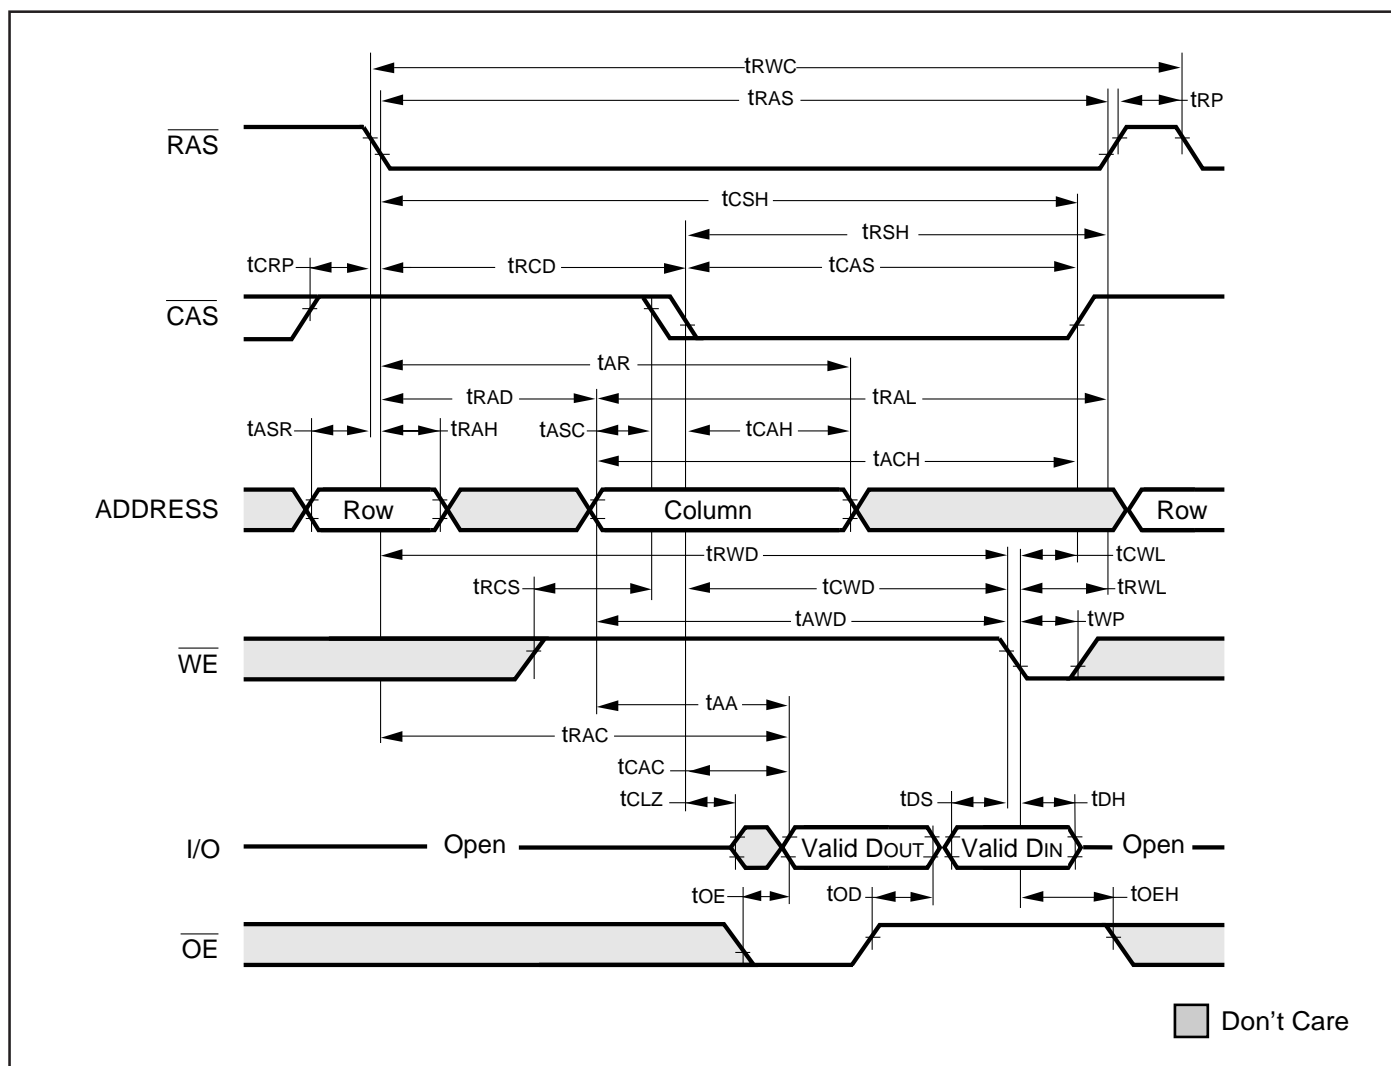 tRWC
tRAS
tRP
RAS
tCSH
tRSH
tCRP
tRCD
tCAS
CAS
tAR
tRAD
tRAL
tASR
tRAH
tASC
tCAH
tACH
ADDRESS
Row
Column
Row
tRWD
tCWL
tRCS
tCWD
tRWL
tAWD
tWP
WE
tAA
tRAC
tCAC
tCLZ
tDS
tDH
I/O
Open
Valid DOUT
Valid DIN
Open
tOE
tOD
tOEH
OE
Don't Care